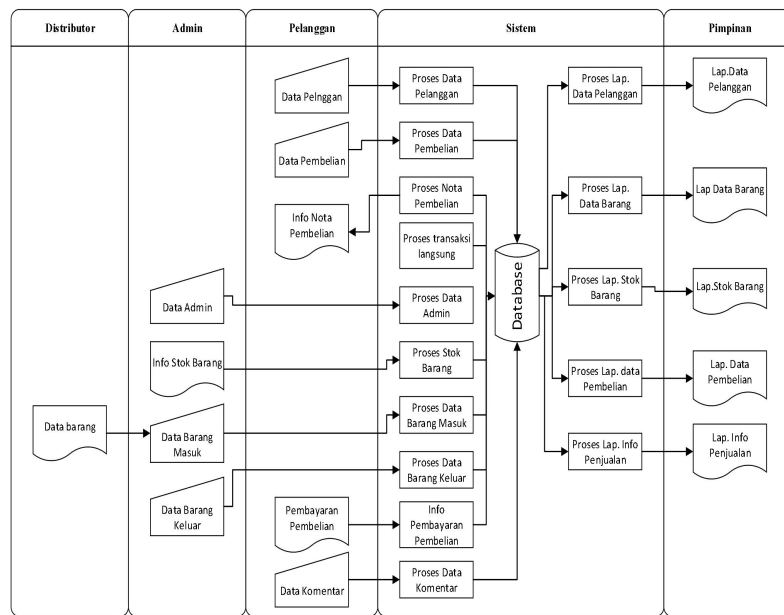 Distributor
Admin
Pelanggan
Sistem
Pimpinan
Data Pelnggan
Proses Data
Pelanggan
Proses Lap.
Data Pelanggan
Lap.Data
Pelanggan
Data Pembelian
Proses Data
Pembelian
Info Nota
Pembelian
Proses Nota
Pembelian
Proses Lap.
Data Barang
Lap Data Barang
Proses transaksi
langsung
Database
Data Admin
Proses Data
Admin
Proses Lap. Stok
Barang
Lap.Stok Barang
Info Stok Barang
Proses Stok
Barang
Proses Lap. data
Pembelian
Lap. Data
Pembelian
Data barang
Data Barang
Masuk
Proses Data
Barang Masuk
Proses Lap. Info
Penjualan
Lap. Info
Penjualan
Data Barang
Keluar
Proses Data
Barang Keluar
Pembayaran
Pembelian
Info
Pembayaran
Pembelian
Data Komentar
Proses Data
Komentar